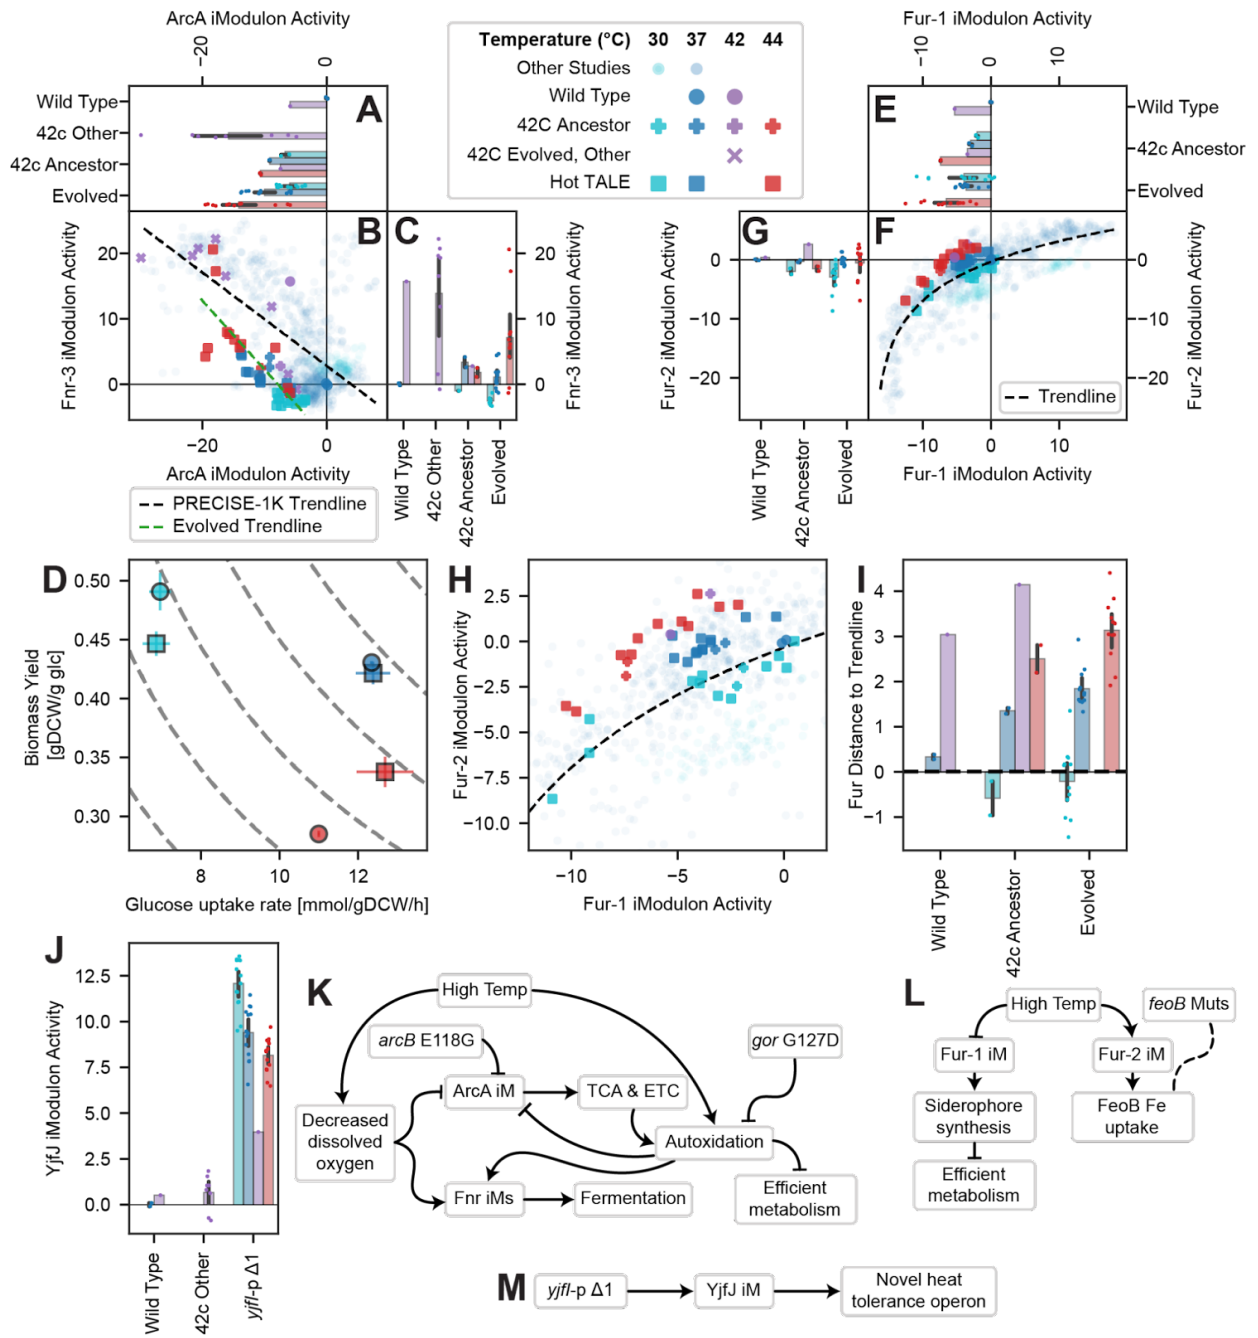 ArcA iModulon Activity
−20
0
Wild Type
42c Other
42c Ancestor
Evolved
A
Temperature (°C) 30 37 42 44
Other Studies
Wild Type
42C Ancestor
42C Evolved, Other
Hot TALE
Fur-1 iModulon Activity
−10
0
10
E
Wild Type
42c Ancestor
Evolved
Fnr-3 iModulon Activity
20
10
0
B
−20
0
ArcA iModulon Activity
PRECISE-1K Trendline
Evolved Trendline
C
20
10
0
Fnr-3 iModulon Activity
Wild Type
42c Other
42c Ancestor
Evolved
Fur-2 iModulon Activity
0
−10
−20
G
Wild Type
42c Ancestor
Evolved
F
Trendline
0
−10
−20
Fur-2 iModulon Activity
−10
0
10
Fur-1 iModulon Activity
D
Biomass Yield
[gDCW/g glc]
0.50
0.45
0.40
0.35
0.30
8
10
12
Glucose uptake rate [mmol/gDCW/h]
H
Fur-2 iModulon Activity
2.5
0.0
−2.5
−5.0
−7.5
−10.0
−10
−5
0
Fur-1 iModulon Activity
I
Fur Distance to Trendline
4
3
2
1
0
−1
Wild Type
42c Ancestor
Evolved
J
YjfJ iModulon Activity
12.5
10.0
7.5
5.0
2.5
0.0
Wild Type
42C Other
yjfI-p Δ1
K
High Temp
arcB E118G
gor G127D
ArcA iM
TCA & ETC
Decreased
dissolved
oxygen
Autoxidation
Fnr iMs
Fermentation
Efficient
metabolism
L
High Temp
feoB Muts
Fur-1 iM
Fur-2 iM
Siderophore
synthesis
FeoB Fe
uptake
Efficient
metabolism
M
yjfI-p Δ1
YjfJ iM
Novel heat
tolerance operon